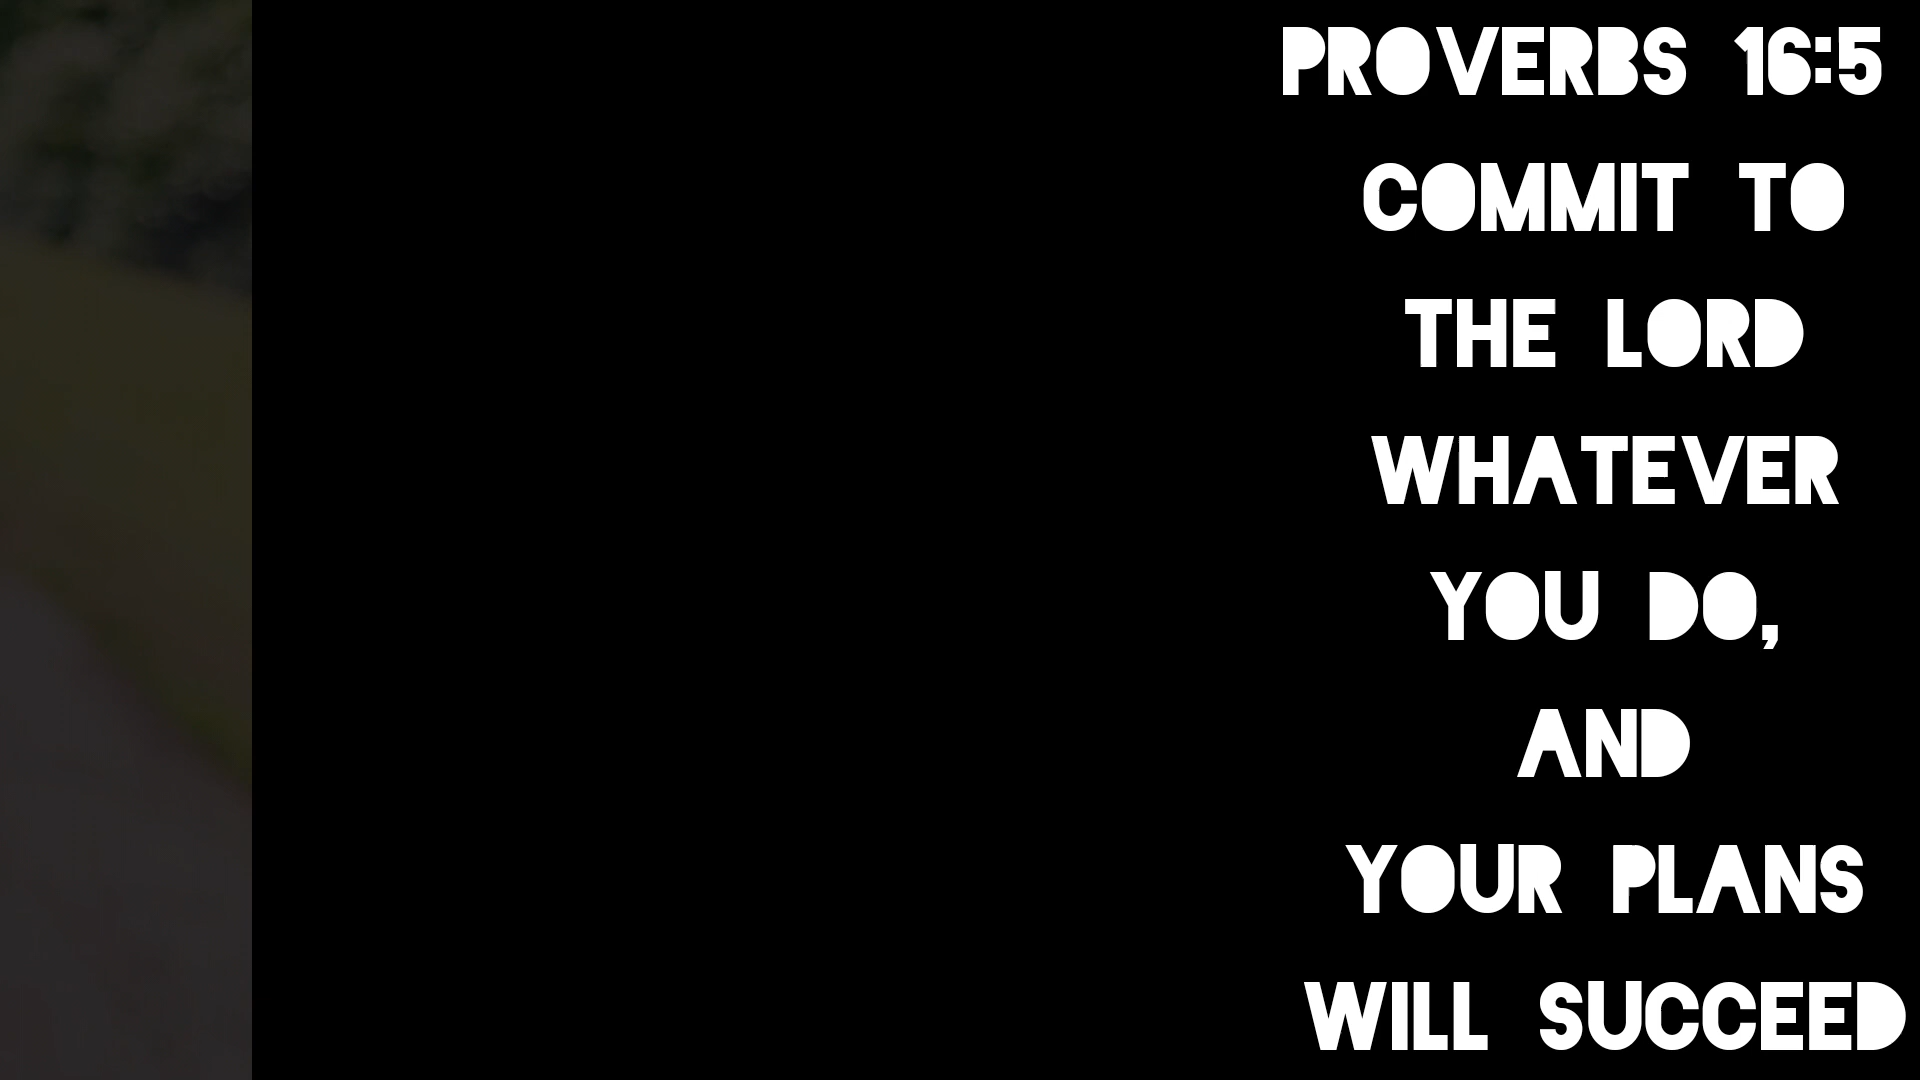 PROVERBS 16:5
COMMIT TO
THE LORD
WHATEVER
YOU DO,
AND
YOUR PLANS
WILL SUCCEED